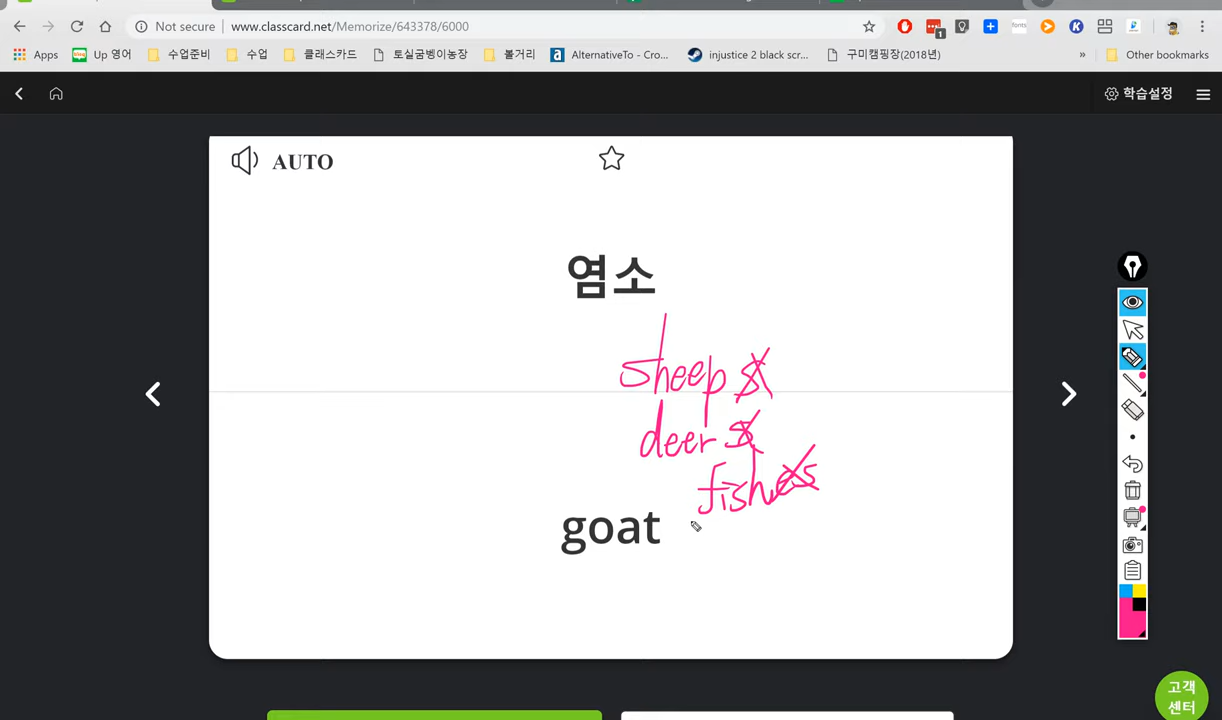 Not secure www.classcard.net/Memorize/643378/6000
Apps Up 영어 수업준비 수업 클래스카드 토실굼벵이농장 볼거리 AlternativeTo - Cro... injustice 2 black scr... 구미캠핑장(2018년) » Other bookmarks
학습설정
AUTO
염소
sheep s
deer s
fishes
goat
고객
센터